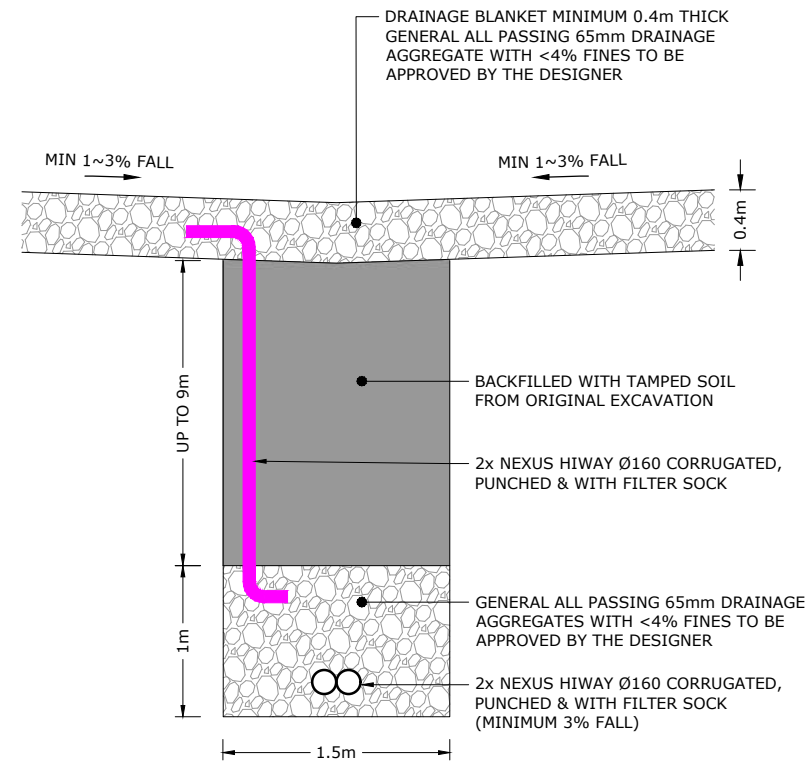 DRAINAGE BLANKET MINIMUM 0.4m THICK
GENERAL ALL PASSING 65mm DRAINAGE
AGGREGATE WITH <4% FINES TO BE
APPROVED BY THE DESIGNER
MIN 1~3% FALL
MIN 1~3% FALL
0.4m
UP TO 9m
BACKFILLED WITH TAMPED SOIL
FROM ORIGINAL EXCAVATION
2x NEXUS HIWAY Ø160 CORRUGATED,
PUNCHED & WITH FILTER SOCK
1m
GENERAL ALL PASSING 65mm DRAINAGE
AGGREGATES WITH <4% FINES TO BE
APPROVED BY THE DESIGNER
2x NEXUS HIWAY Ø160 CORRUGATED,
PUNCHED & WITH FILTER SOCK
(MINIMUM 3% FALL)
1.5m